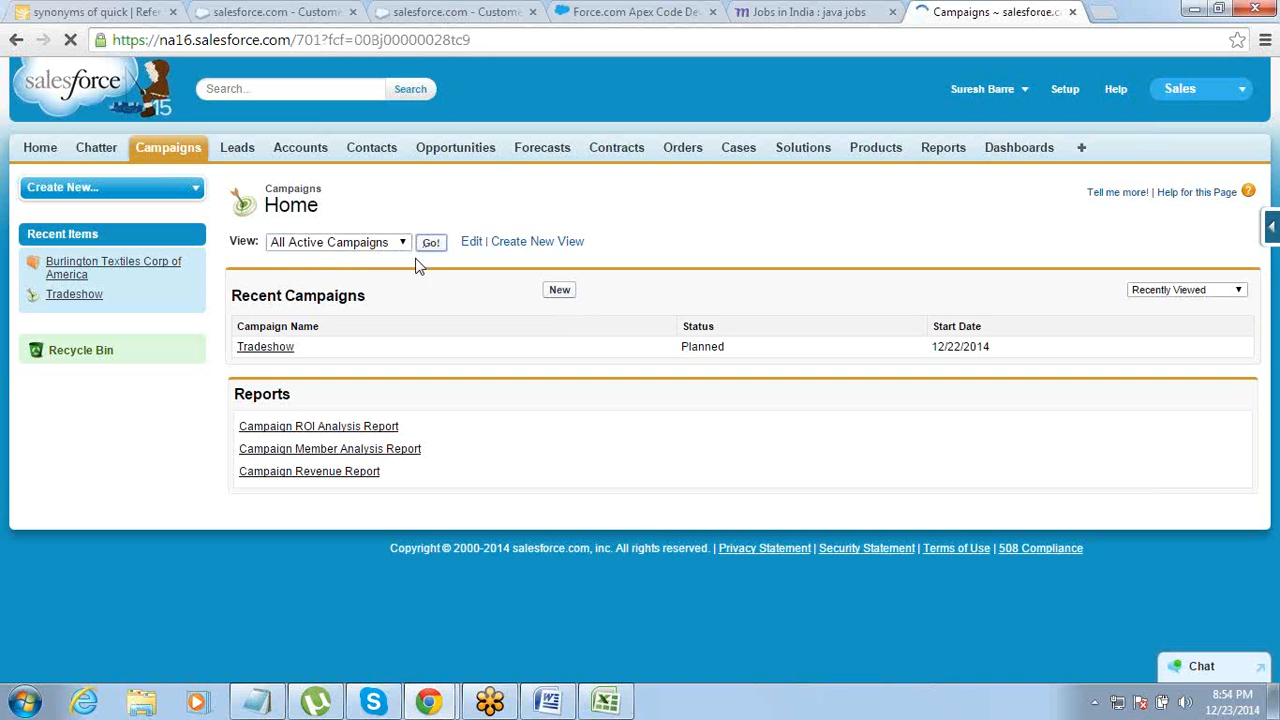 synonyms of quick | Refer
salesforce.com - Custome
salesforce.com - Custome
Force.com Apex Code De
Jobs in India : java jobs
Campaigns ~ salesforce.c
https://na16.salesforce.com/701?fcf=00Bj00000028tc9
salesforce
15
Search...
Search
Suresh Barre
Setup
Help
Sales
Home
Chatter
Campaigns
Leads
Accounts
Contacts
Opportunities
Forecasts
Contracts
Orders
Cases
Solutions
Products
Reports
Dashboards
+
Create New...
Recent Items
Burlington Textiles Corp of
America
Tradeshow
Recycle Bin
Campaigns
Home
Tell me more! | Help for this Page ?
View: All Active Campaigns Go! Edit | Create New View
Recent Campaigns New Recently Viewed
Campaign Name Status Start Date
Tradeshow Planned 12/22/2014
Reports
Campaign ROI Analysis Report
Campaign Member Analysis Report
Campaign Revenue Report
Copyright © 2000-2014 salesforce.com, inc. All rights reserved. | Privacy Statement | Security Statement | Terms of Use | 508 Compliance
Chat
8:54 PM
12/23/2014